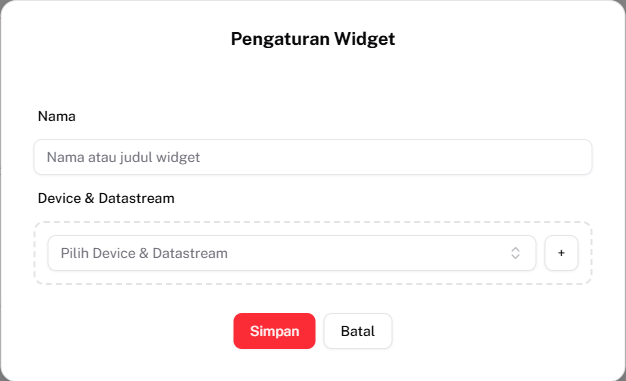 Pengaturan Widget
Nama
Nama atau judul widget
Device & Datastream
Pilih Device & Datastream
+
Simpan Batal